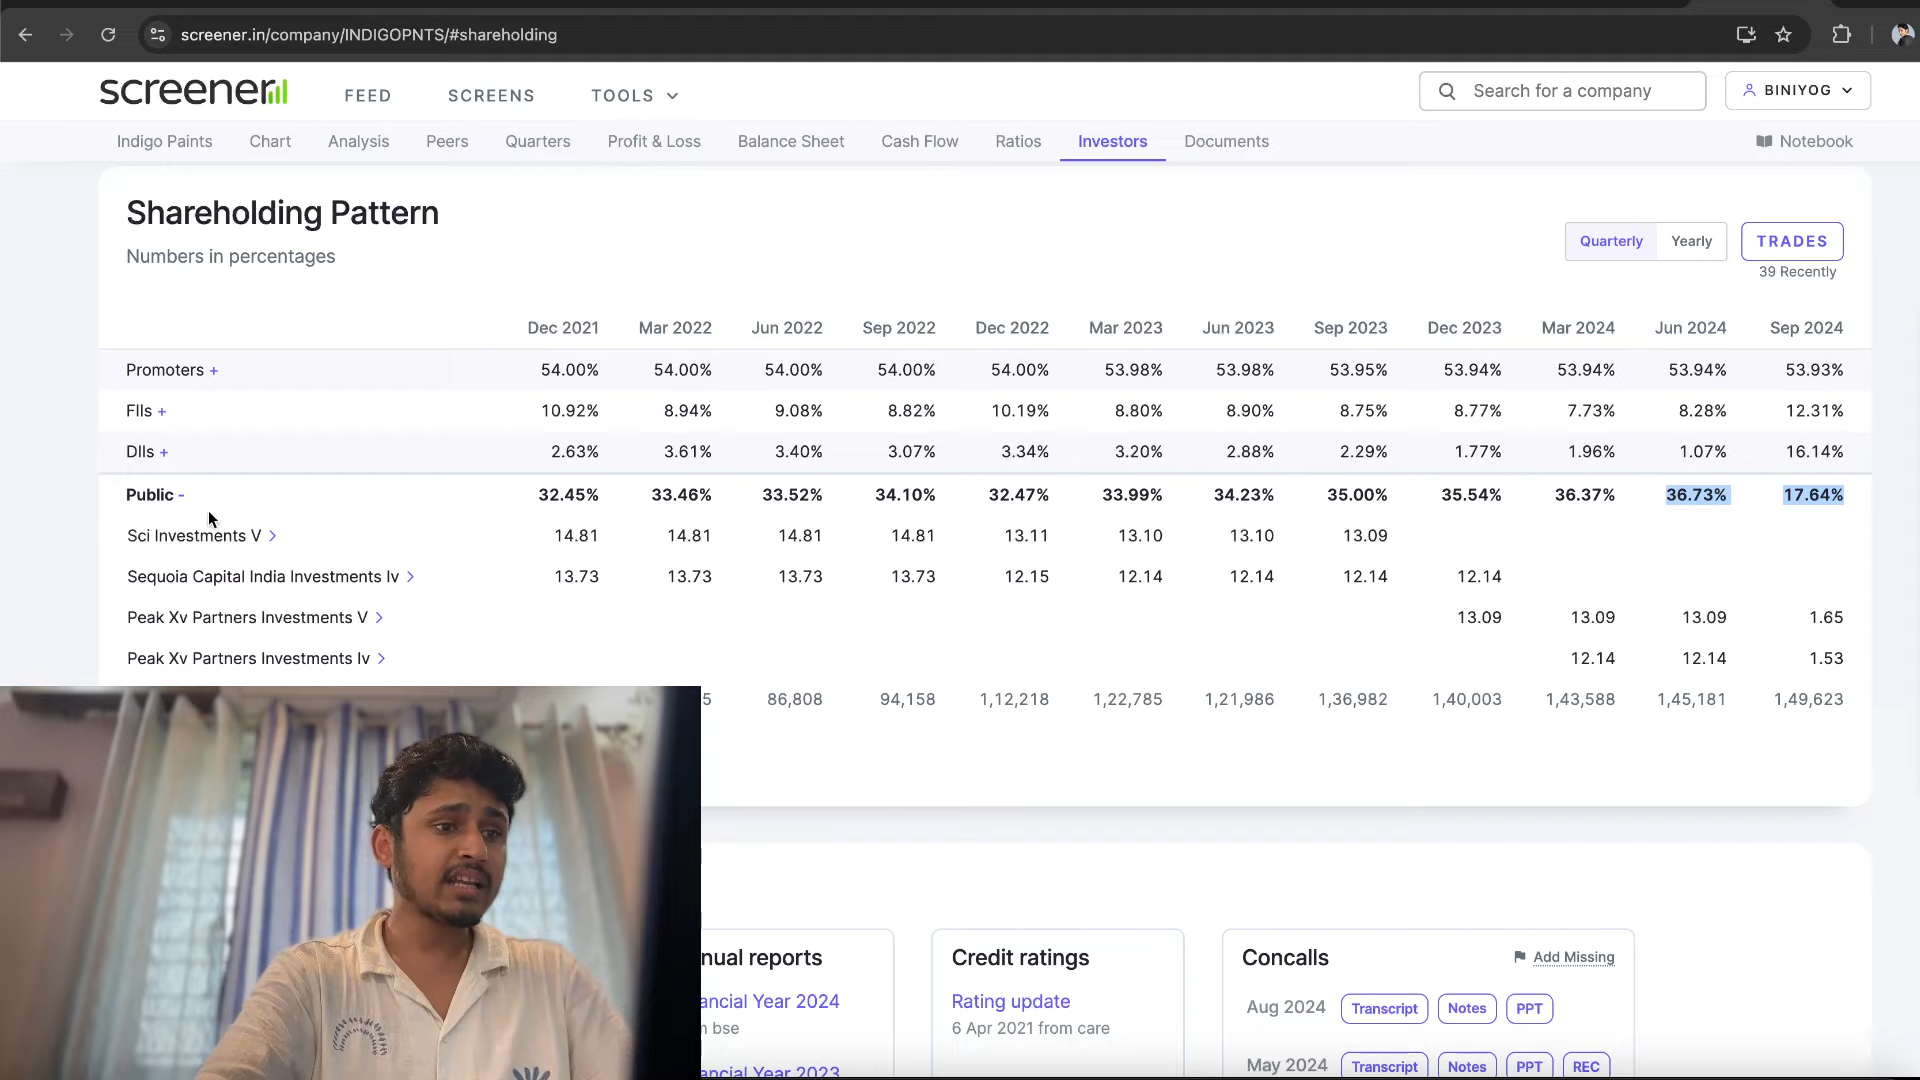 screener.in/company/INDIGOPNTS/#shareholding
screener FEED SCREENS TOOLS Search for a company BINIYOG
Indigo Paints Chart Analysis Peers Quarters Profit & Loss Balance Sheet Cash Flow Ratios Investors Documents Notebook
Shareholding Pattern
Numbers in percentages
Quarterly Yearly TRADES
39 Recently
Dec 2021 Mar 2022 Jun 2022 Sep 2022 Dec 2022 Mar 2023 Jun 2023 Sep 2023 Dec 2023 Mar 2024 Jun 2024 Sep 2024
Promoters + 54.00% 54.00% 54.00% 54.00% 54.00% 53.98% 53.98% 53.95% 53.94% 53.94% 53.94% 53.93%
FIIs + 10.92% 8.94% 9.08% 8.82% 10.19% 8.80% 8.90% 8.75% 8.77% 7.73% 8.28% 12.31%
DIIs + 2.63% 3.61% 3.40% 3.07% 3.34% 3.20% 2.88% 2.29% 1.77% 1.96% 1.07% 16.14%
Public - 32.45% 33.46% 33.52% 34.10% 32.47% 33.99% 34.23% 35.00% 35.54% 36.37% 36.73% 17.64%
Sci Investments V 14.81 14.81 14.81 14.81 13.11 13.10 13.10 13.09
Sequoia Capital India Investments Iv 13.73 13.73 13.73 13.73 12.15 12.14 12.14 12.14 12.14
Peak Xv Partners Investments V 13.09 13.09 13.09 1.65
Peak Xv Partners Investments Iv 12.14 12.14 1.53
5 86,808 94,158 1,12,218 1,22,785 1,21,986 1,36,982 1,40,003 1,43,588 1,45,181 1,49,623
nual reports Credit ratings Concalls Add Missing
ancial Year 2024 Rating update Aug 2024 Transcript Notes PPT
bse 6 Apr 2021 from care
ancial Year 2023 May 2024 Transcript Notes PPT REC